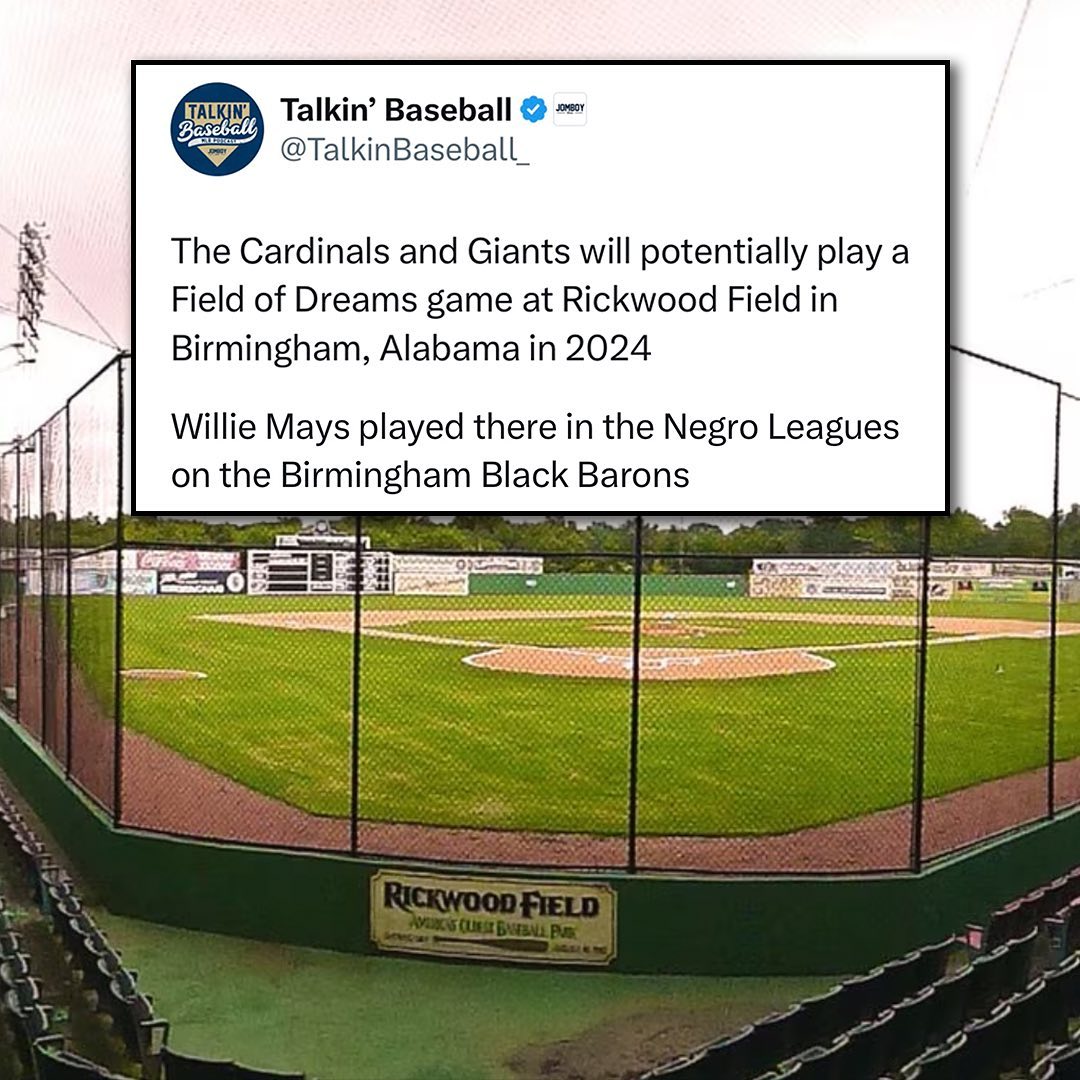 TALKIN'
Baseball
MLB PODCAST
JOMBOY
Talkin’ Baseball
JOMBOY
@TalkinBaseball_
The Cardinals and Giants will potentially play a
Field of Dreams game at Rickwood Field in
Birmingham, Alabama in 2024
Willie Mays played there in the Negro Leagues
on the Birmingham Black Barons
Coca-Cola
RICKWOOD FIELD
AMERICA'S OLDEST BASEBALL PARK